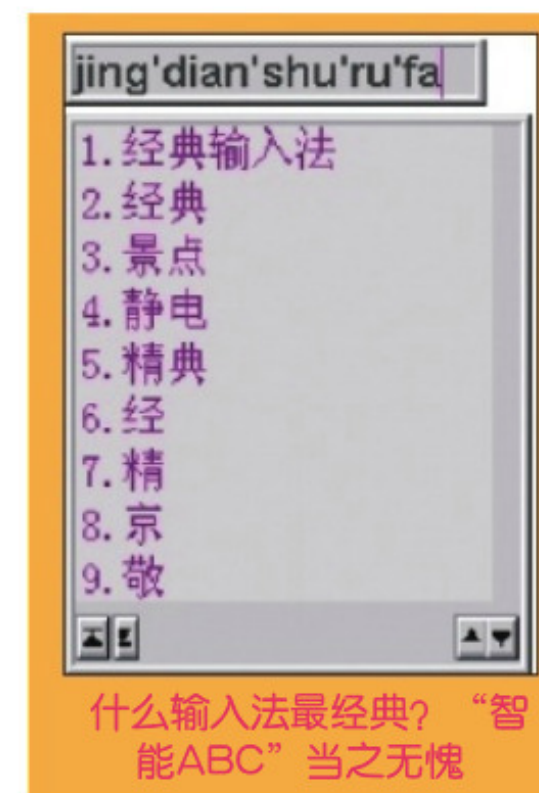 jing'dian'shu'ru'fa
1.经典输入法
2.经典
3.景点
4.静电
5.精典
6.经
7.精
8.京
9.敬
什么输入法最经典？“智
能ABC”当之无愧